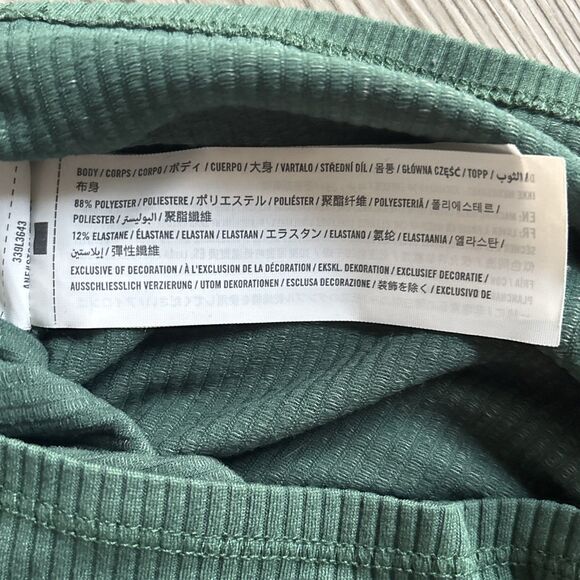 BODY / CORPS / CORPO / ボディ / CUERPO / 大身 / VARTALO / STŘEDNÍ DÍL / 몸통 / GŁÓWNA CZĘŚĆ / TOPP / الثوب /
布身
88% POLYESTER / POLIESTERE / ポリエステル / POLIÉSTER / 聚酯纤维 / POLYESTERIÄ / 폴리에스테르 /
POLIESTER / البوليستر / 聚脂纖維
12% ELASTANE / ÉLASTANE / ELASTAN / ELASTAAN / エラスタン / ELASTANO / 氨纶 / ELASTAANIA / 엘라스탄 /
إيلاستين / 彈性纖維
EXCLUSIVE OF DECORATION / À L'EXCLUSION DE LA DÉCORATION / EKSKL. DEKORATION / EXCLUSIEF DECORATIE /
AUSSCHLIESSLICH VERZIERUNG / UTOM DEKORATIONEN / ESCLUSA DECORAZIONE / 装飾を除く / EXCLUSIVO DE
339L3643